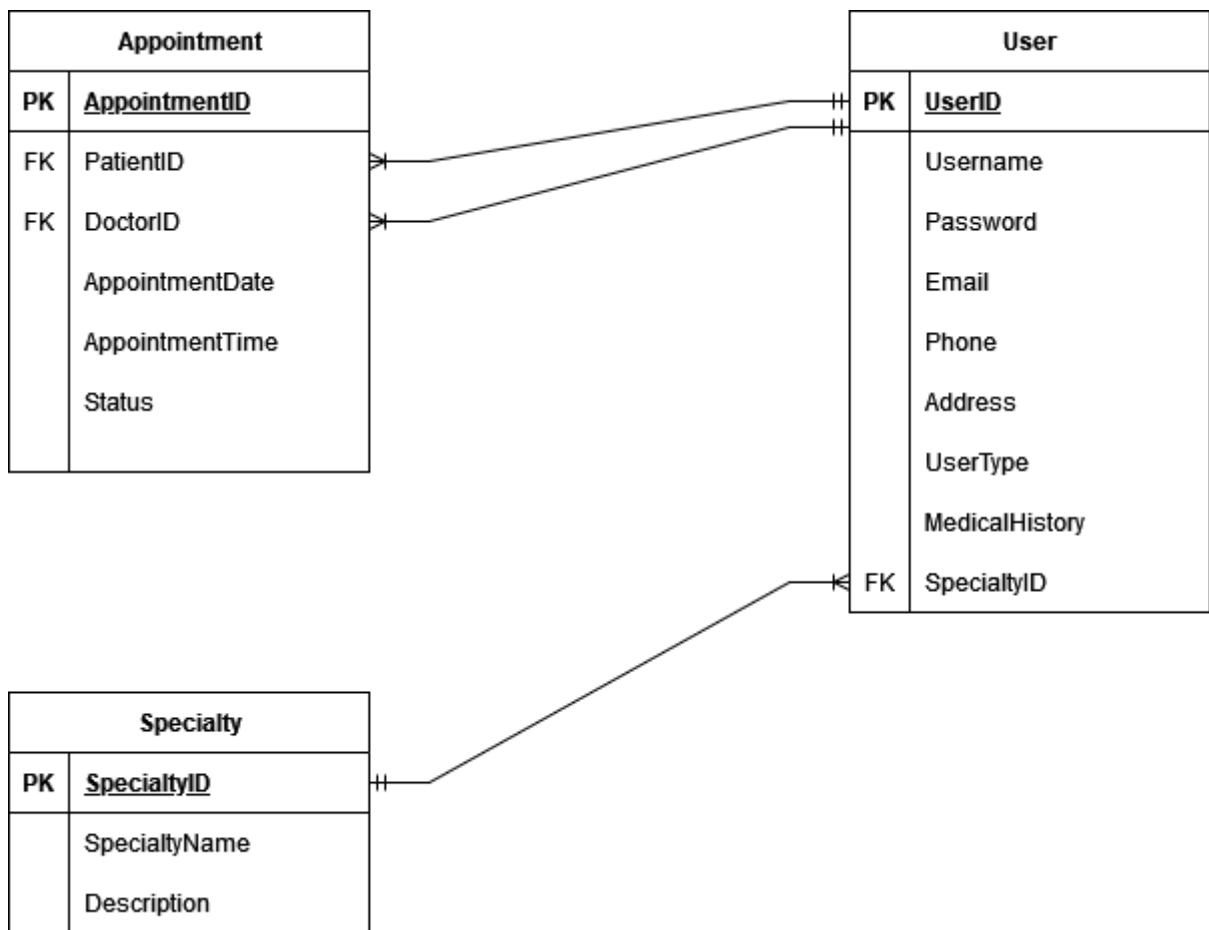 Appointment
PK AppointmentID
FK PatientID
FK DoctorID
AppointmentDate
AppointmentTime
Status
User
PK UserID
Username
Password
Email
Phone
Address
UserType
MedicalHistory
FK SpecialtyID
Specialty
PK SpecialtyID
SpecialtyName
Description